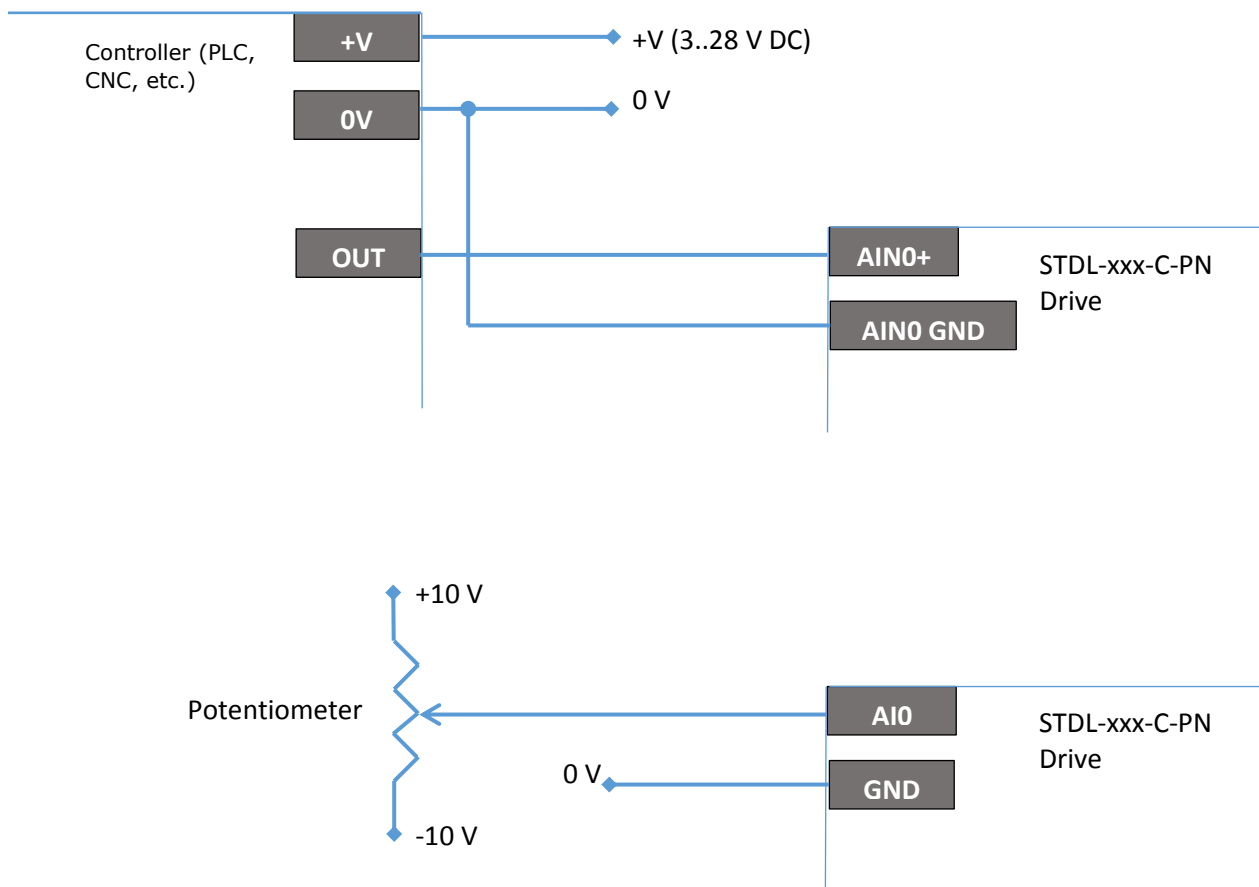 +V
+V (3..28 V DC)
Controller (PLC,
CNC, etc.)
0V
0 V
OUT
AIN0+
STDL-xxx-C-PN
Drive
AIN0 GND
+10 V
Potentiometer
AI0
STDL-xxx-C-PN
Drive
0 V
GND
-10 V